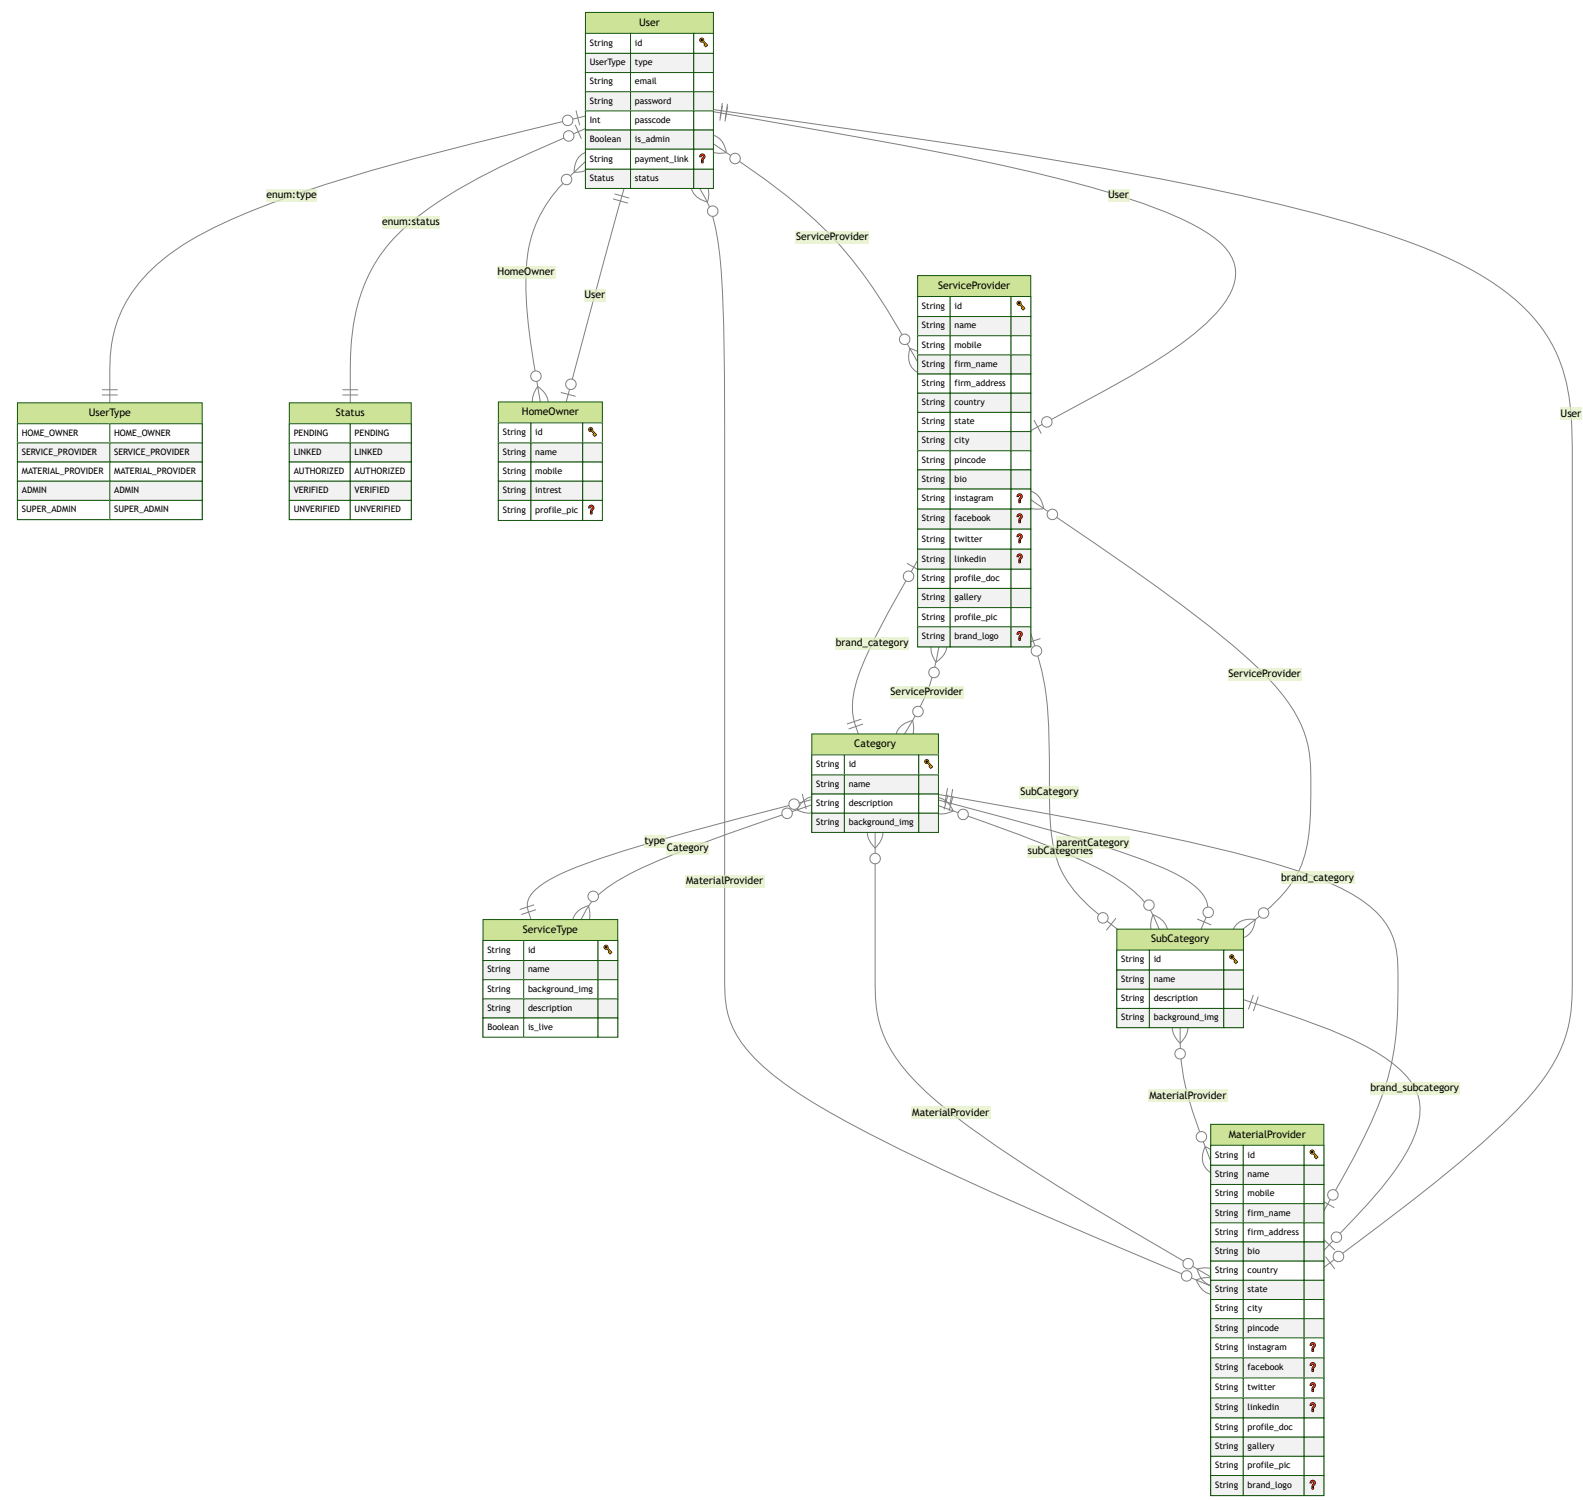 User
String id
UserType type
String email
String password
Int passcode
Boolean is_admin
String payment_link
Status status
enum:type
enum:status
HomeOwner
User
ServiceProvider
User
User
UserType
HOME_OWNER HOME_OWNER
SERVICE_PROVIDER SERVICE_PROVIDER
MATERIAL_PROVIDER MATERIAL_PROVIDER
ADMIN ADMIN
SUPER_ADMIN SUPER_ADMIN
Status
PENDING PENDING
LINKED LINKED
AUTHORIZED AUTHORIZED
VERIFIED VERIFIED
UNVERIFIED UNVERIFIED
HomeOwner
String id
String name
String mobile
String intrest
String profile_pic
ServiceProvider
String id
String name
String mobile
String firm_name
String firm_address
String country
String state
String city
String pincode
String bio
String instagram
String facebook
String twitter
String linkedin
String profile_doc
String gallery
String profile_pic
String brand_logo
brand_category
ServiceProvider
ServiceProvider
Category
String id
String name
String description
String background_img
SubCategory
type
Category
parentCategory
subCategories
MaterialProvider
brand_category
ServiceType
String id
String name
String background_img
String description
Boolean is_live
SubCategory
String id
String name
String description
String background_img
MaterialProvider
MaterialProvider
brand_subcategory
MaterialProvider
String id
String name
String mobile
String firm_name
String firm_address
String bio
String country
String state
String city
String pincode
String instagram
String facebook
String twitter
String linkedin
String profile_doc
String gallery
String profile_pic
String brand_logo